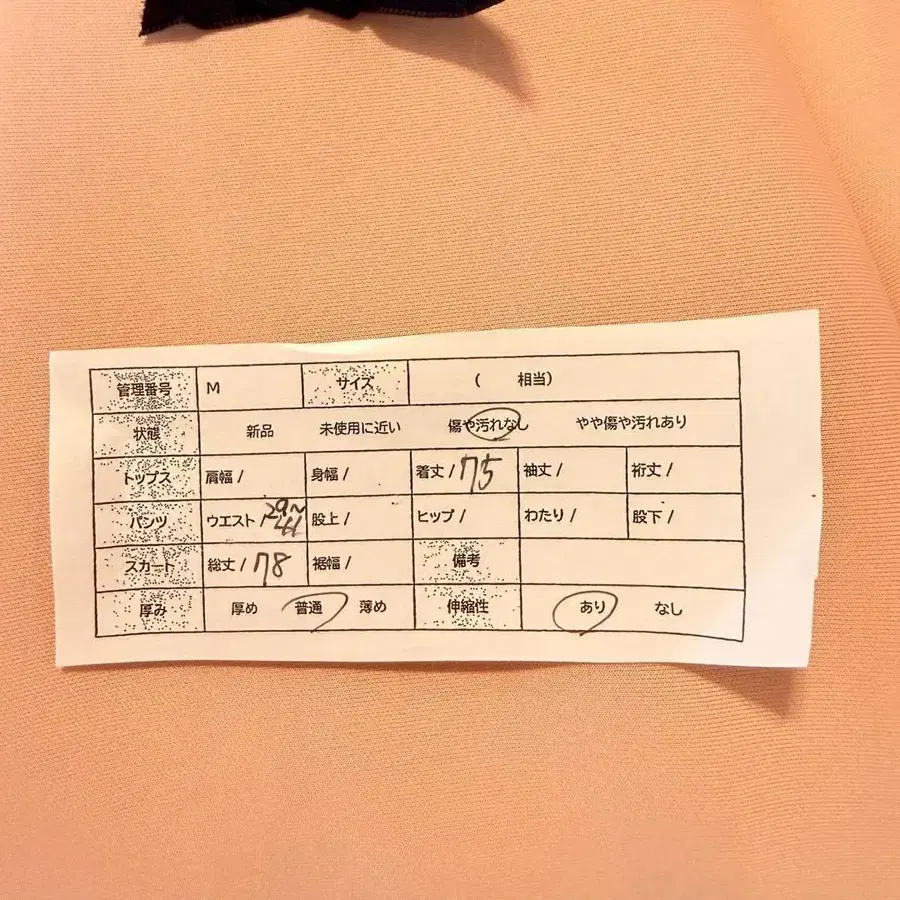 管理番号 M サイズ ( 相当)
状態 新品 未使用に近い 傷や汚れなし やや傷や汚れあり
トップス 肩幅 / 身幅 / 着丈 / 75 袖丈 / 裄丈 /
パンツ ウエスト / 29~41 股上 / ヒップ / わたり / 股下 /
スカート 総丈 / 78 裾幅 / 備考
厚み 厚め 普通 薄め 伸縮性 あり なし